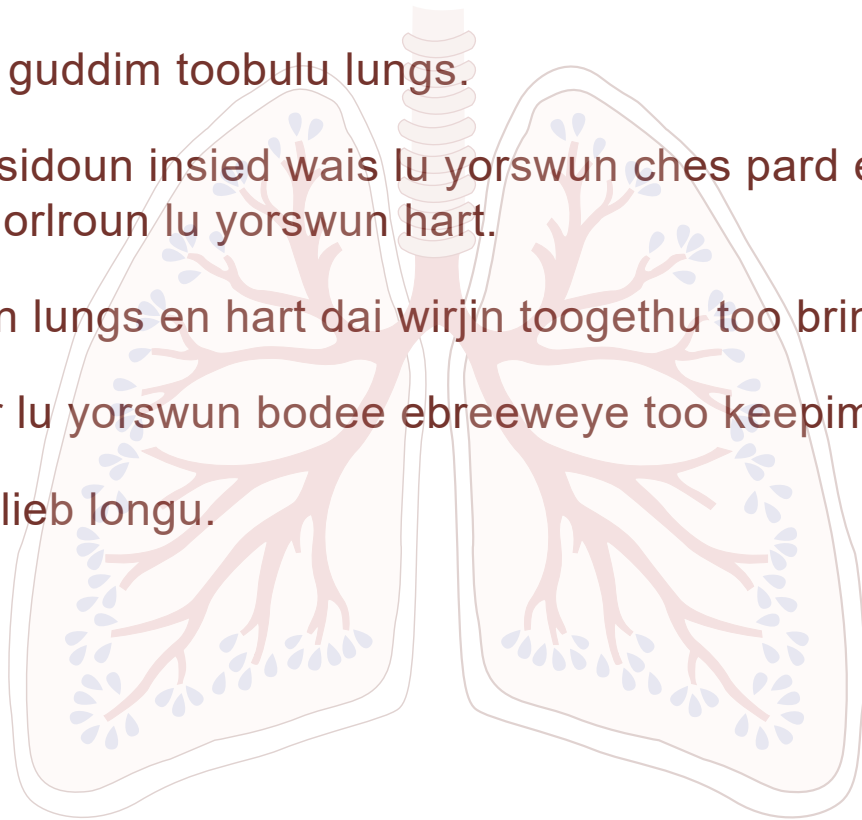 guddim toobulu lungs.
sidoun insied wais lu yorswun ches pard e
orlroun lu yorswun hart.
n lungs en hart dai wirjin toogethu too brin
r lu yorswun bodee ebreeweye too keepim
lieb longu.